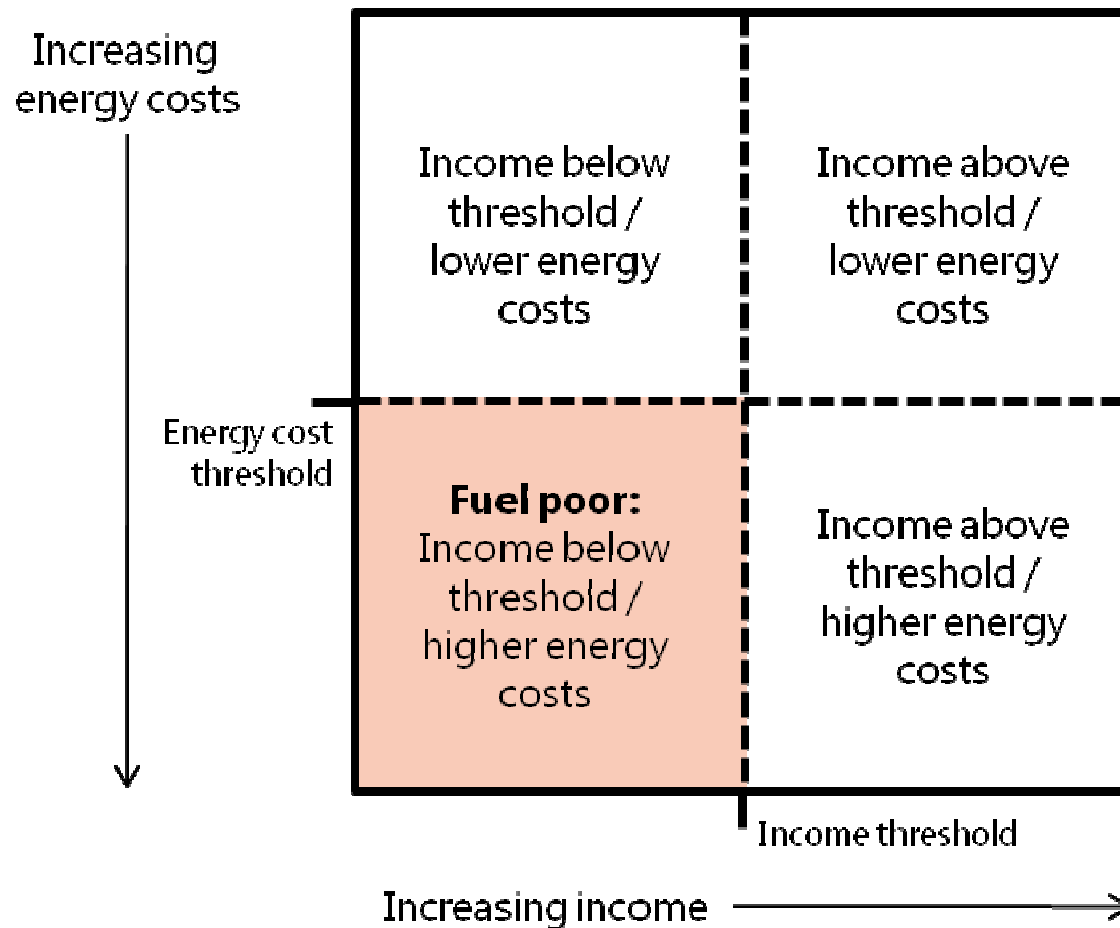 Increasing
energy costs
Income below
threshold /
lower energy
costs
Income above
threshold /
lower energy
costs
Energy cost
threshold
Fuel poor:
Income below
threshold /
higher energy
costs
Income above
threshold /
higher energy
costs
Income threshold
Increasing income